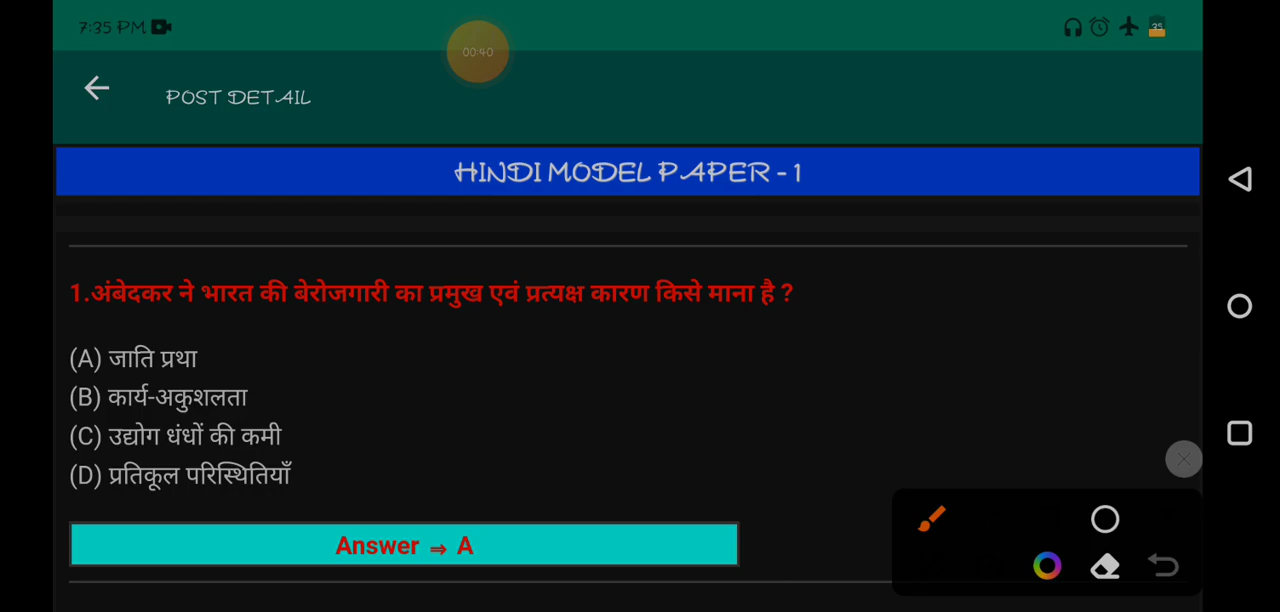 7:35 PM
35
00:40
POST DETAIL
HINDI MODEL PAPER - 1
1.अंबेदकर ने भारत की बेरोजगारी का प्रमुख एवं प्रत्यक्ष कारण किसे माना है ?
(A) जाति प्रथा
(B) कार्य-अकुशलता
(C) उद्योग धंधों की कमी
(D) प्रतिकूल परिस्थितियाँ
Answer ⇒ A